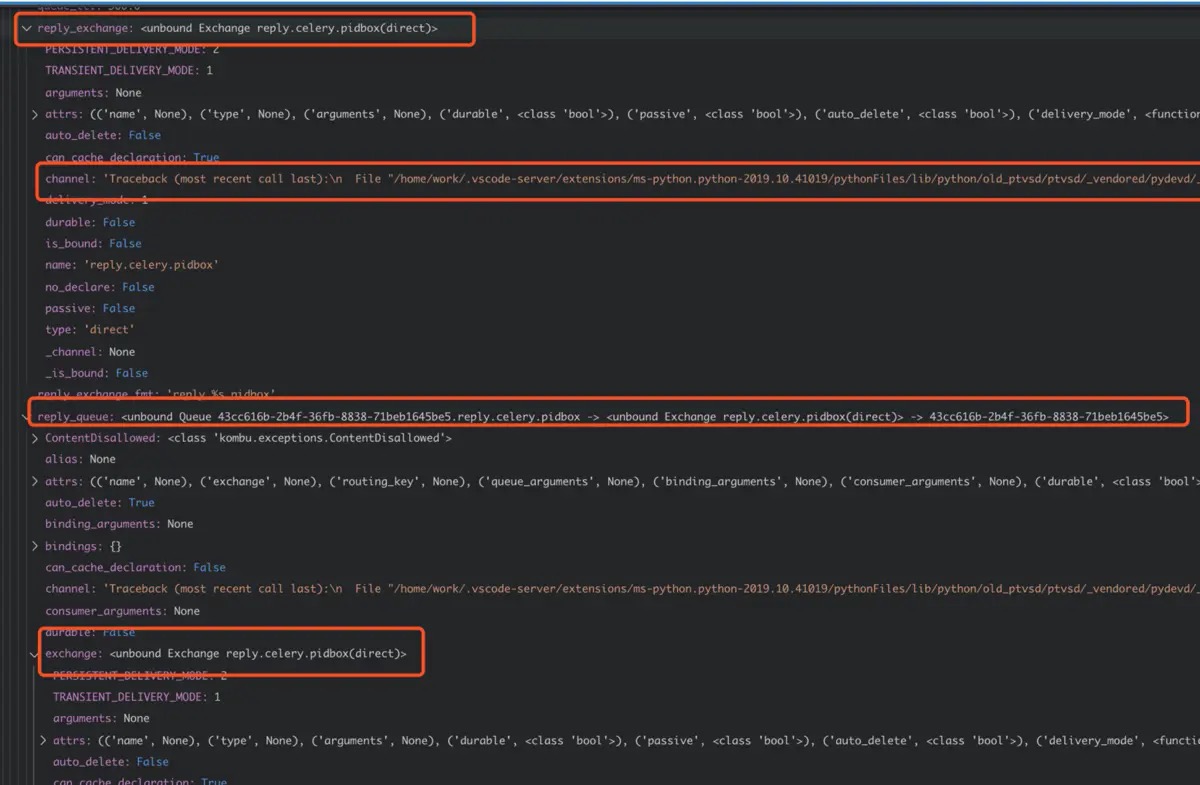 reply_exchange: <unbound Exchange reply.celery.pidbox(direct)>
PERSISTENT_DELIVERY_MODE: 2
TRANSIENT_DELIVERY_MODE: 1
arguments: None
attrs: (('name', None), ('type', None), ('arguments', None), ('durable', <class 'bool'>), ('passive', <class 'bool'>), ('auto_delete', <class 'bool'>), ('delivery_mode', <function
auto_delete: False
can_cache_declaration: True
channel: 'Traceback (most recent call last):\n  File "/home/work/.vscode-server/extensions/ms-python.python-2019.10.41019/pythonFiles/lib/python/old_ptvsd/ptvsd/_vendored/pydevd/_
delivery_mode: 1
durable: False
is_bound: False
name: 'reply.celery.pidbox'
no_declare: False
passive: False
type: 'direct'
_channel: None
_is_bound: False
reply_exchange_fmt: 'reply.%s.pidbox'
reply_queue: <unbound Queue 43cc616b-2b4f-36fb-8838-71beb1645be5.reply.celery.pidbox -> <unbound Exchange reply.celery.pidbox(direct)> -> 43cc616b-2b4f-36fb-8838-71beb1645be5>
ContentDisallowed: <class 'kombu.exceptions.ContentDisallowed'>
alias: None
attrs: (('name', None), ('exchange', None), ('routing_key', None), ('queue_arguments', None), ('binding_arguments', None), ('consumer_arguments', None), ('durable', <class 'bool'>
auto_delete: True
binding_arguments: None
bindings: {}
can_cache_declaration: False
channel: 'Traceback (most recent call last):\n  File "/home/work/.vscode-server/extensions/ms-python.python-2019.10.41019/pythonFiles/lib/python/old_ptvsd/ptvsd/_vendored/pydevd/_
consumer_arguments: None
durable: False
exchange: <unbound Exchange reply.celery.pidbox(direct)>
PERSISTENT_DELIVERY_MODE: 2
TRANSIENT_DELIVERY_MODE: 1
arguments: None
attrs: (('name', None), ('type', None), ('arguments', None), ('durable', <class 'bool'>), ('passive', <class 'bool'>), ('auto_delete', <class 'bool'>), ('delivery_mode', <functio
auto_delete: False
can_cache_declaration: True